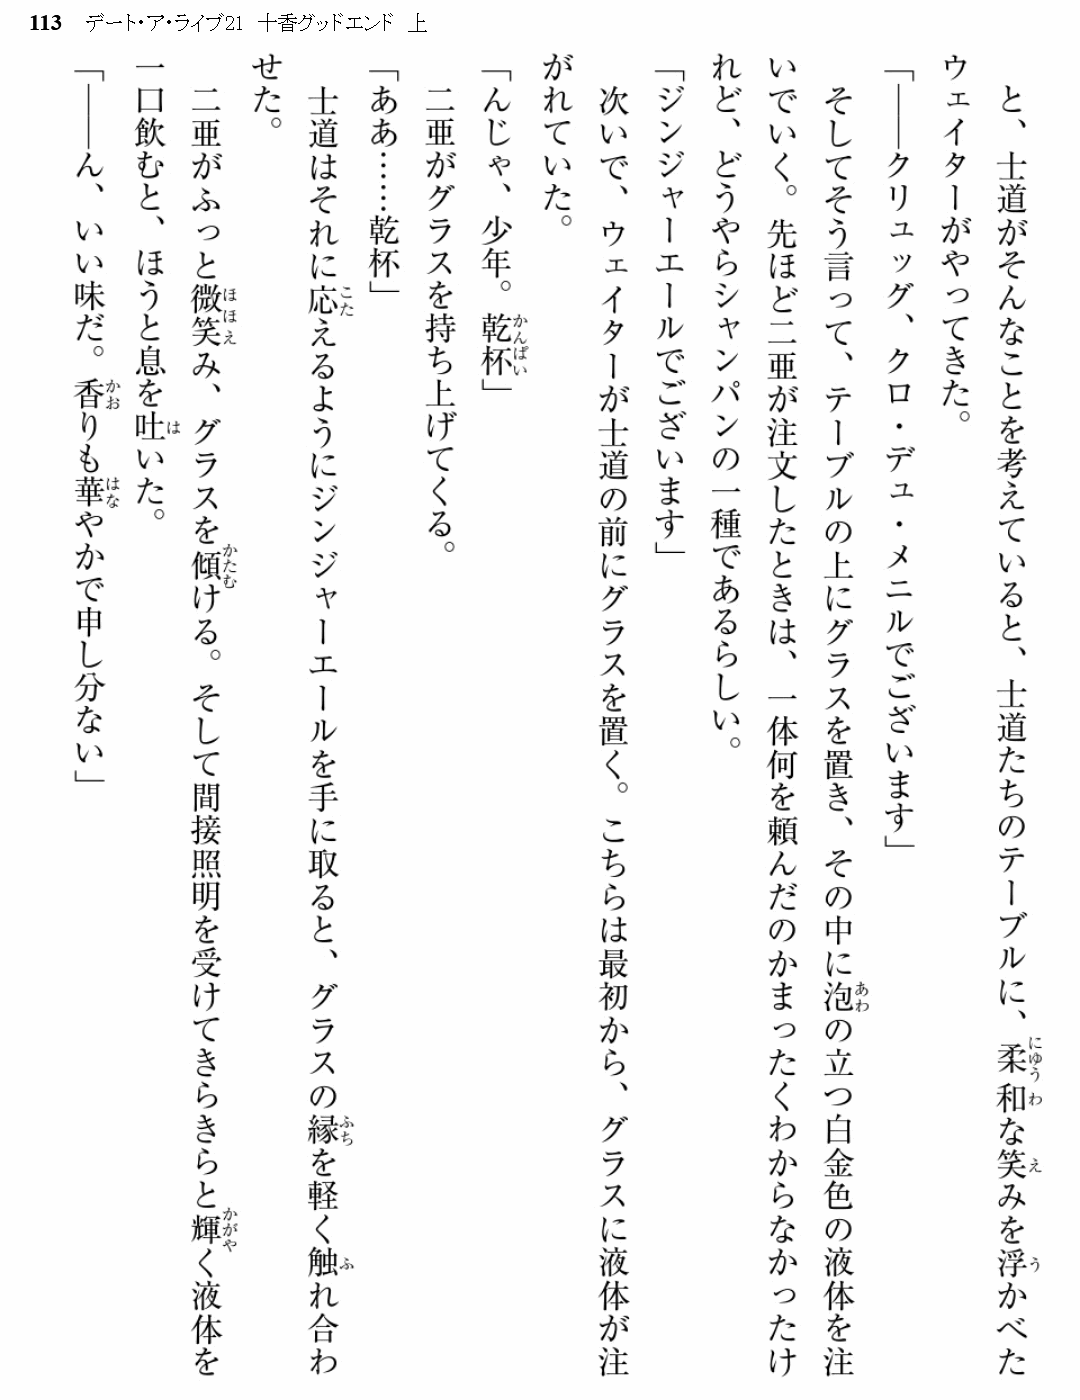 113 デート・ア・ライブ21 十香グッドエンド 上
　と、士道がそんなことを考えていると、士道たちのテーブルに、柔和な笑みを浮かべた
ウェイターがやってきた。
「――クリュッグ、クロ・デュ・メニルでございます」
　そしてそう言って、テーブルの上にグラスを置き、その中に泡の立つ白金色の液体を注
いでいく。先ほど二亜が注文したときは、一体何を頼んだのかまったくわからなかったけ
れど、どうやらシャンパンの一種であるらしい。
「ジンジャーエールでございます」
　次いで、ウェイターが士道の前にグラスを置く。こちらは最初から、グラスに液体が注
がれていた。
「んじゃ、少年。乾杯」
　二亜がグラスを持ち上げてくる。
「ああ……乾杯」
　士道はそれに応えるようにジンジャーエールを手に取ると、グラスの縁を軽く触れ合わ
せた。
　二亜がふっと微笑み、グラスを傾ける。そして間接照明を受けてきらきらと輝く液体を
一口飲むと、ほうと息を吐いた。
「――ん、いい味だ。香りも華やかで申し分ない」